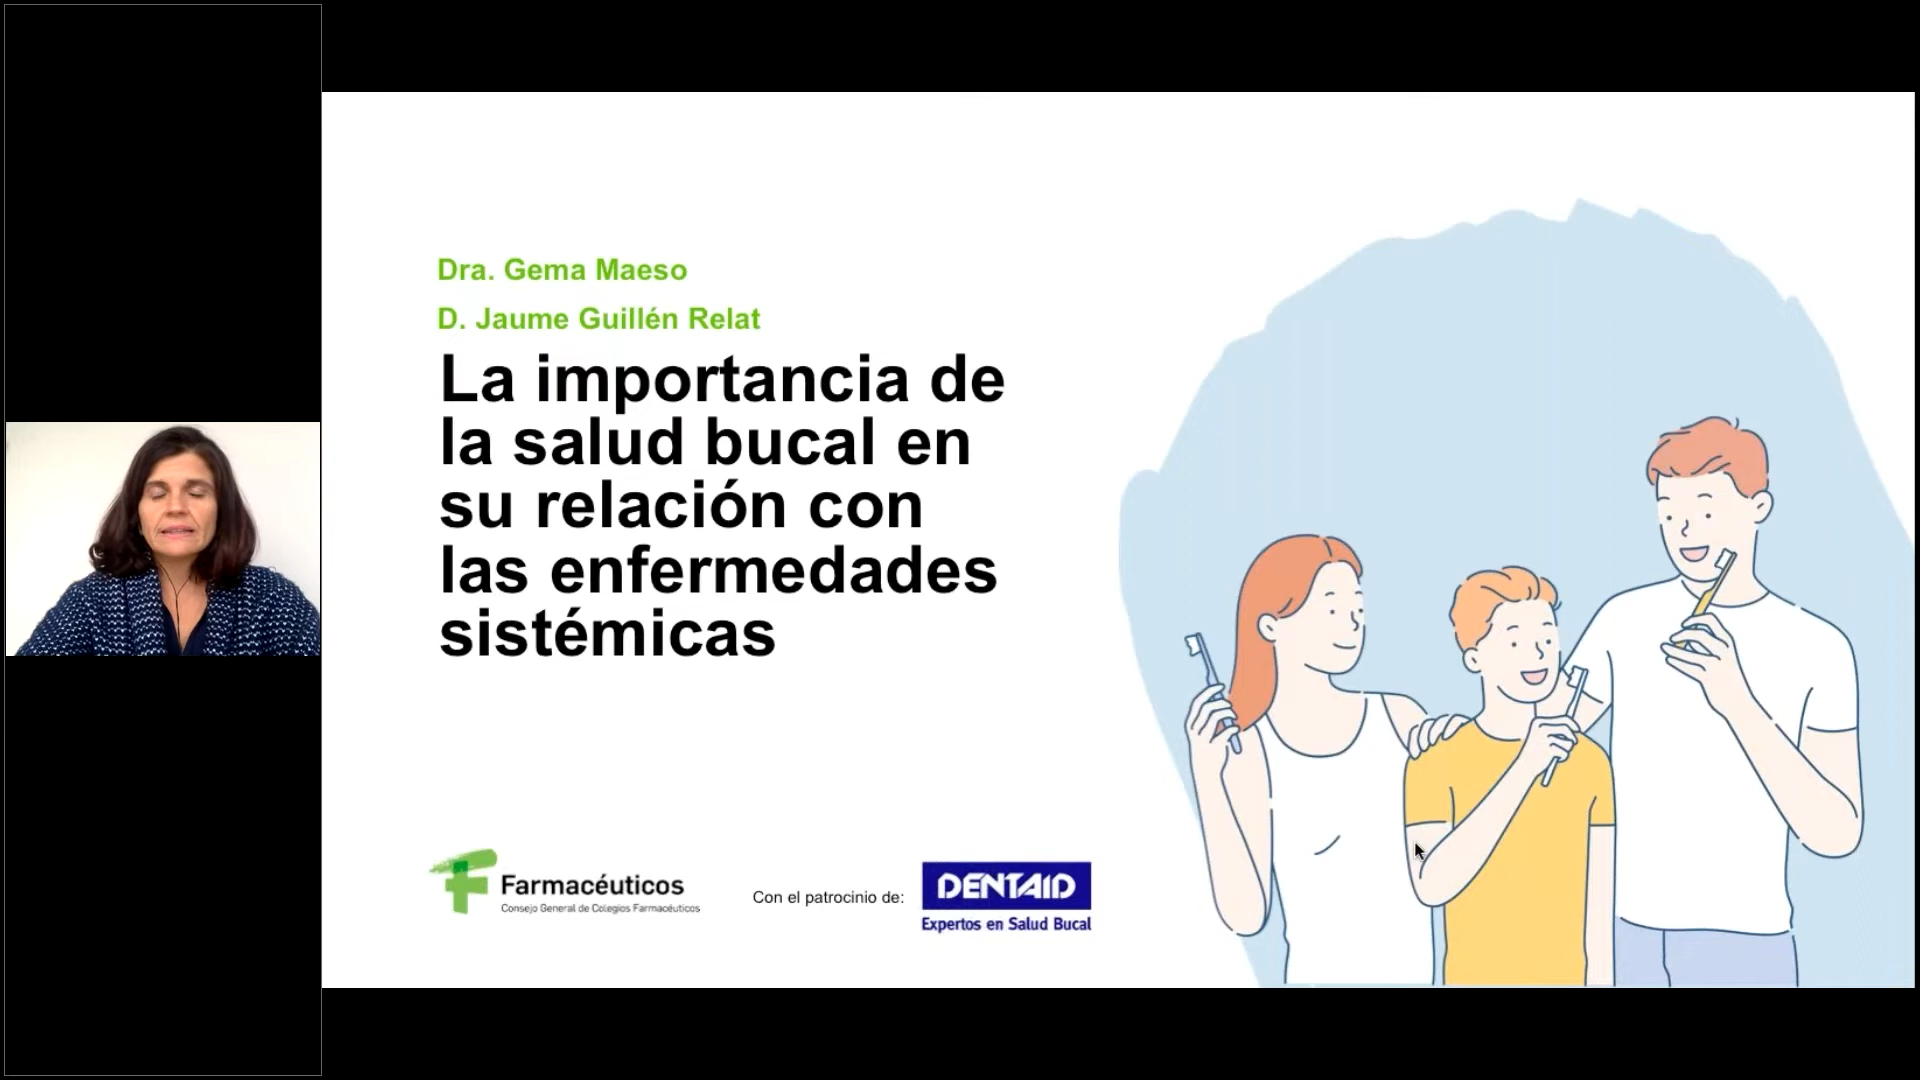 Dra. Gema Maeso
D. Jaume Guillén Relat
La importancia de
la salud bucal en
su relación con
las enfermedades
sistémicas
Farmacéuticos
Consejo General de Colegios Farmacéuticos
Con el patrocinio de:
DENTAID
Expertos en Salud Bucal